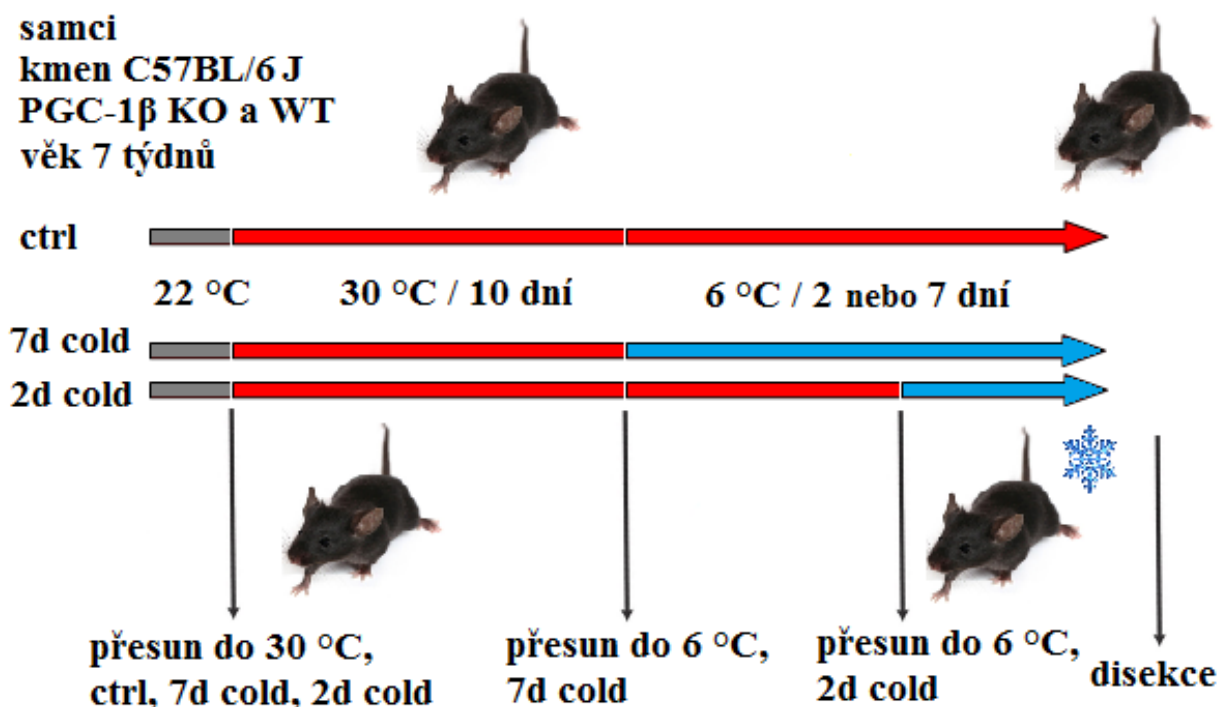 samci
kmen C57BL/6 J
PGC-1β KO a WT
věk 7 týdnů
ctrl
22 °C
30 °C / 10 dní
6 °C / 2 nebo 7 dní
7d cold
2d cold
přesun do 30 °C,
ctrl, 7d cold, 2d cold
přesun do 6 °C,
7d cold
přesun do 6 °C,
2d cold
disekce